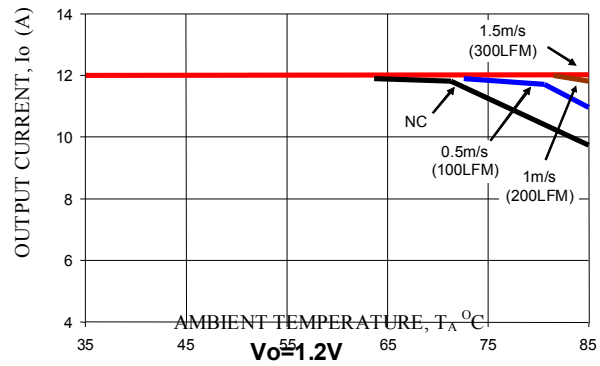 OUTPUT CURRENT, Io (A)
14
12
10
8
6
4
1.5m/s
(300LFM)
NC
0.5m/s
(100LFM)
1m/s
(200LFM)
AMBIENT TEMPERATURE, TA OC
35
45
55
65
75
85
Vo=1.2V